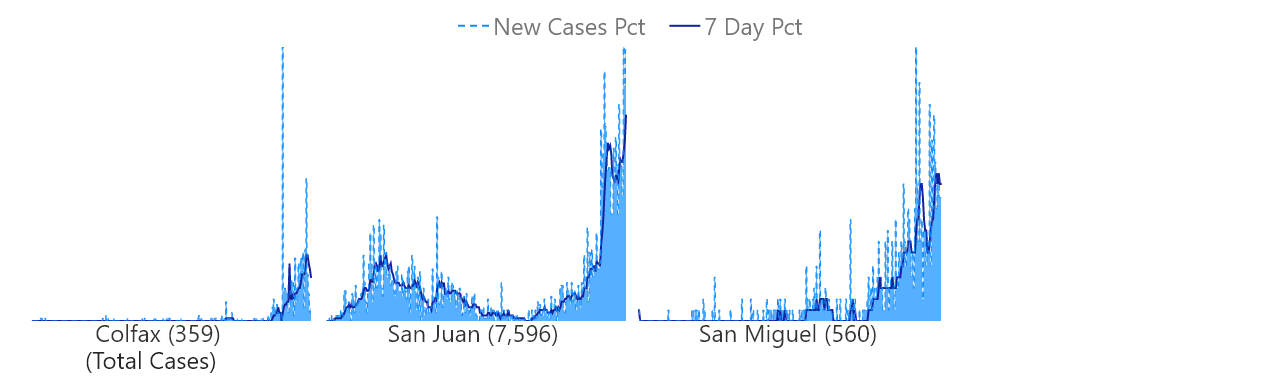 New Cases Pct 7 Day Pct
Colfax (359) San Juan (7,596) San Miguel (560)
(Total Cases)